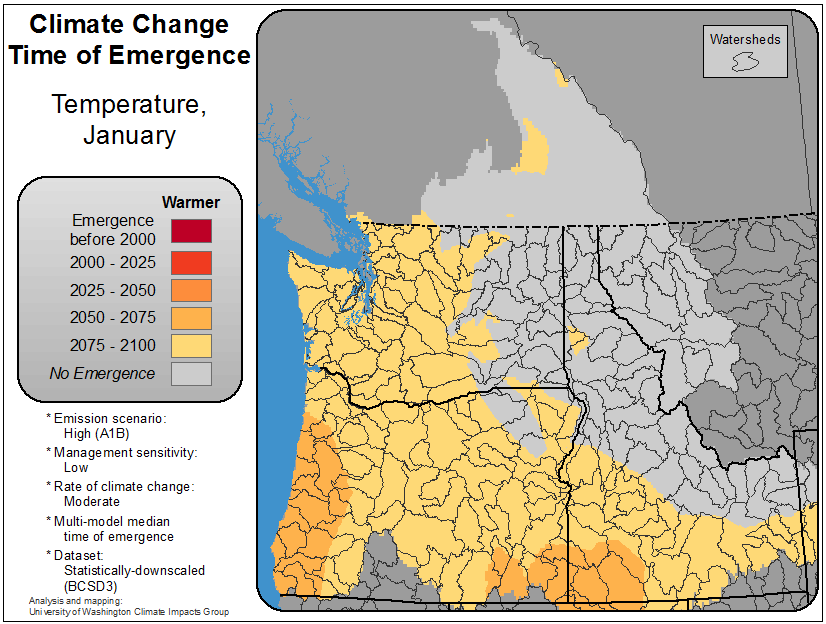 Climate Change
Time of Emergence
Temperature,
January
Warmer
Emergence
before 2000
2000 - 2025
2025 - 2050
2050 - 2075
2075 - 2100
No Emergence
* Emission scenario:
High (A1B)
* Management sensitivity:
Low
* Rate of climate change:
Moderate
* Multi-model median
time of emergence
* Dataset:
Statistically-downscaled
(BCSD3)
Analysis and mapping:
University of Washington Climate Impacts Group
Watersheds